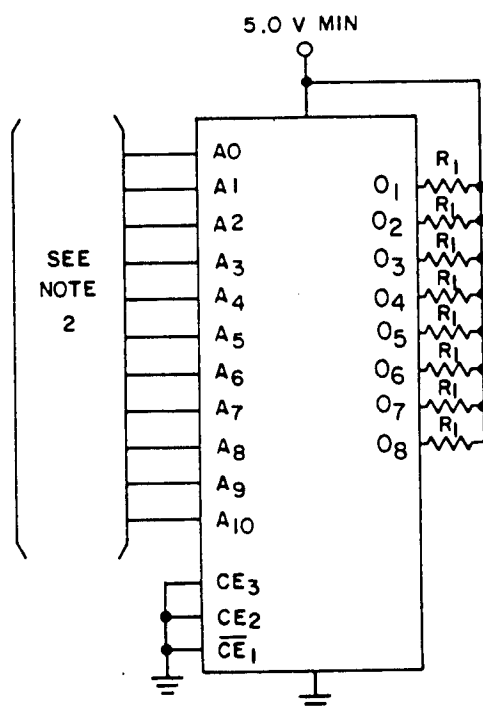 5.0 V MIN
SEE
NOTE
2
A0
A1
A2
A3
A4
A5
A6
A7
A8
A9
A10
CE3
CE2
C̅E̅1
O1
O2
O3
O4
O5
O6
O7
O8
R1
R1
R1
R1
R1
R1
R1
R1